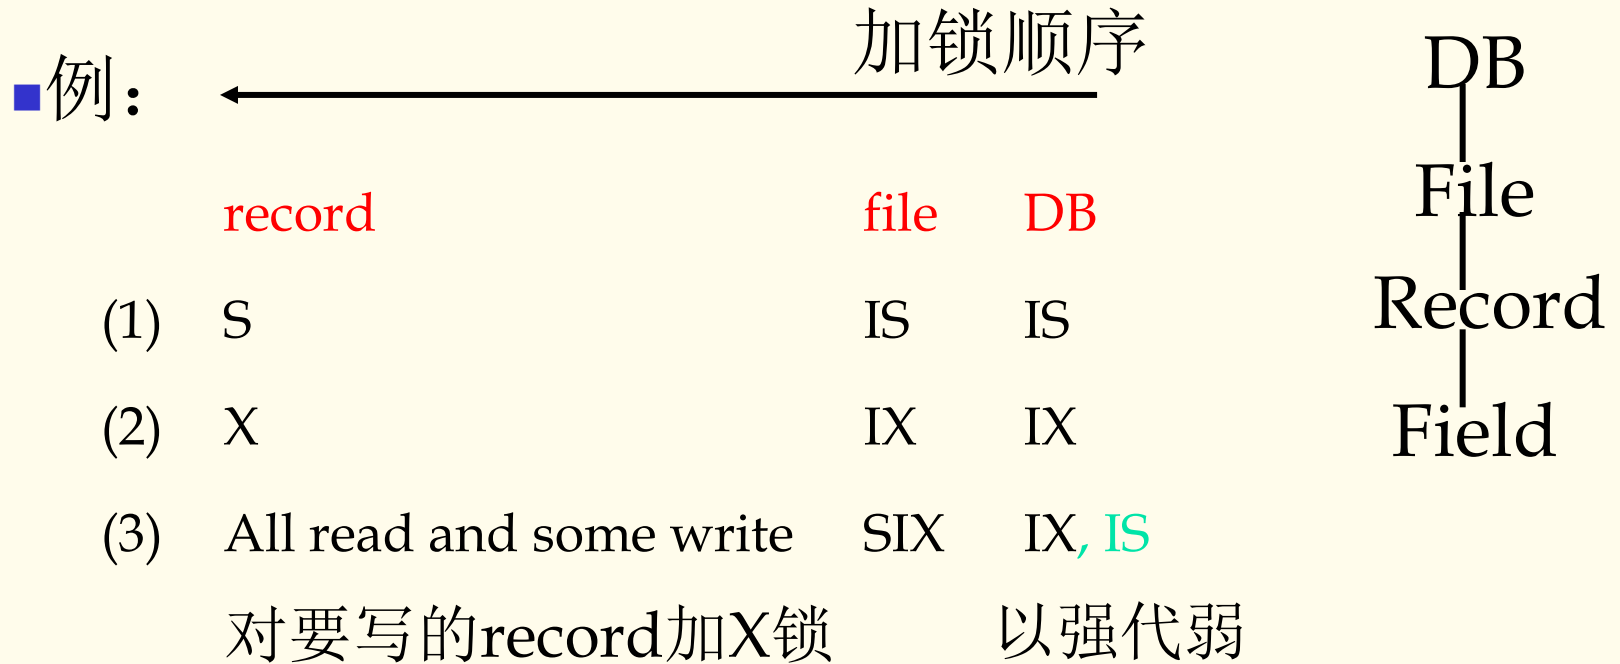 加锁顺序
例：
record file DB
(1) S IS IS
(2) X IX IX
(3) All read and some write SIX IX, IS
对要写的record加X锁 以强代弱
DB
File
Record
Field